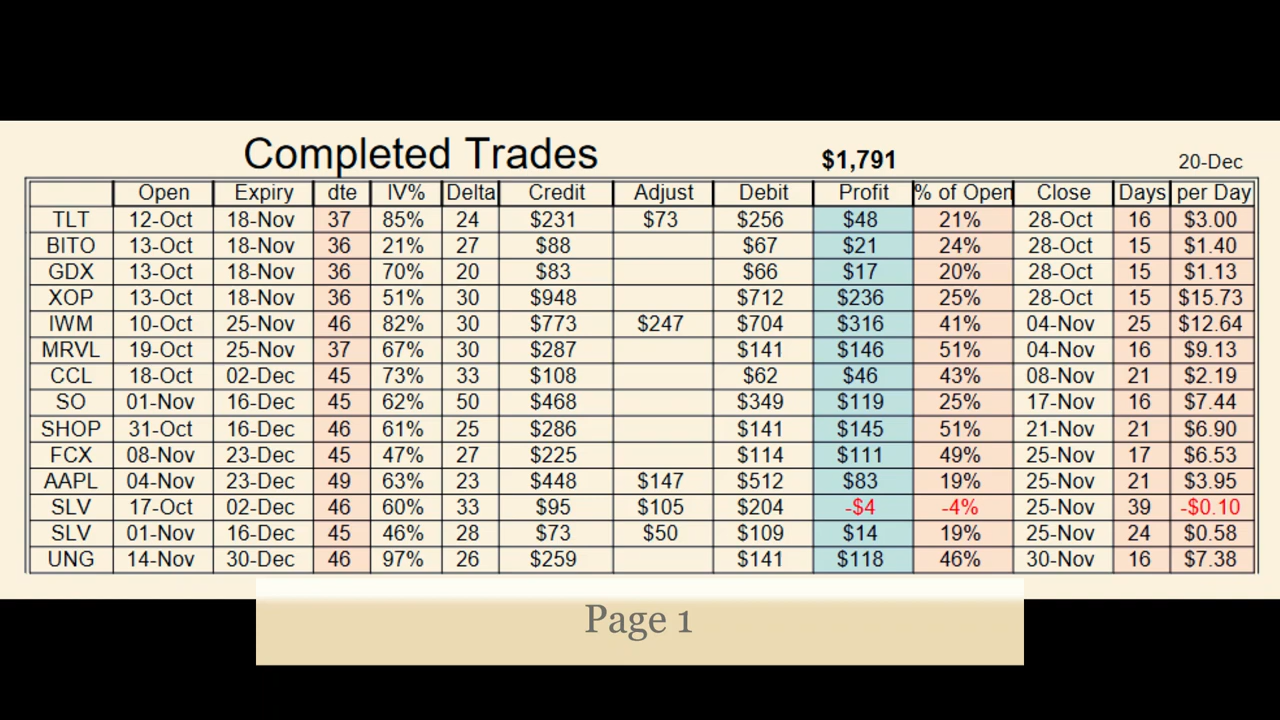 Completed Trades $1,791 20-Dec
Open Expiry dte IV% Delta Credit Adjust Debit Profit % of Open Close Days per Day
TLT 12-Oct 18-Nov 37 85% 24 $231 $73 $256 $48 21% 28-Oct 16 $3.00
BITO 13-Oct 18-Nov 36 21% 27 $88 $67 $21 24% 28-Oct 15 $1.40
GDX 13-Oct 18-Nov 36 70% 20 $83 $66 $17 20% 28-Oct 15 $1.13
XOP 13-Oct 18-Nov 36 51% 30 $948 $712 $236 25% 28-Oct 15 $15.73
IWM 10-Oct 25-Nov 46 82% 30 $773 $247 $704 $316 41% 04-Nov 25 $12.64
MRVL 19-Oct 25-Nov 37 67% 30 $287 $141 $146 51% 04-Nov 16 $9.13
CCL 18-Oct 02-Dec 45 73% 33 $108 $62 $46 43% 08-Nov 21 $2.19
SO 01-Nov 16-Dec 45 62% 50 $468 $349 $119 25% 17-Nov 16 $7.44
SHOP 31-Oct 16-Dec 46 61% 25 $286 $141 $145 51% 21-Nov 21 $6.90
FCX 08-Nov 23-Dec 45 47% 27 $225 $114 $111 49% 25-Nov 17 $6.53
AAPL 04-Nov 23-Dec 49 63% 23 $448 $147 $512 $83 19% 25-Nov 21 $3.95
SLV 17-Oct 02-Dec 46 60% 33 $95 $105 $204 -$4 -4% 25-Nov 39 -$0.10
SLV 01-Nov 16-Dec 45 46% 28 $73 $50 $109 $14 19% 25-Nov 24 $0.58
UNG 14-Nov 30-Dec 46 97% 26 $259 $141 $118 46% 30-Nov 16 $7.38
Page 1